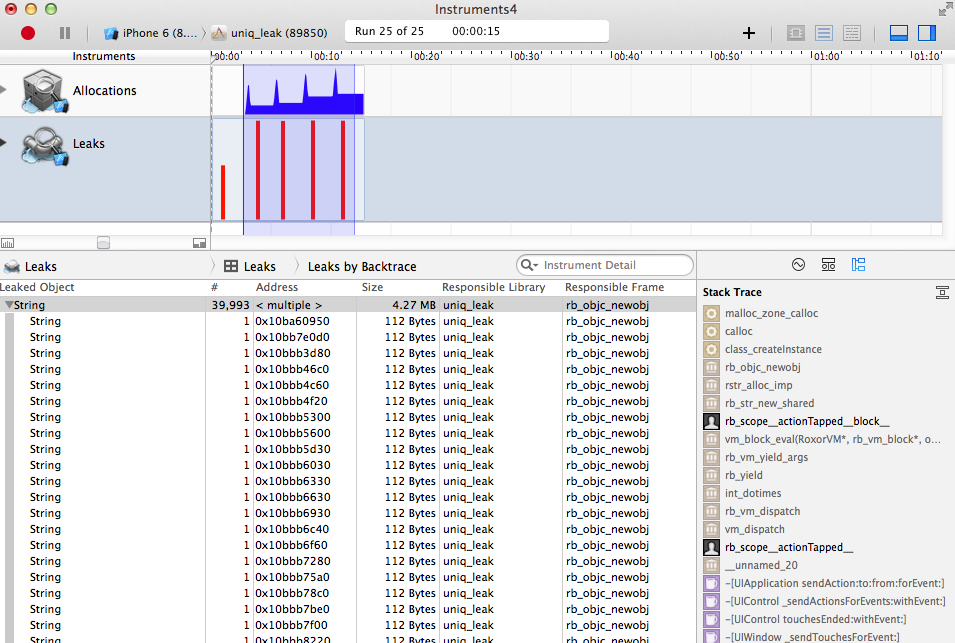 Instruments4
iPhone 6 (8.... uniq_leak (89850) Run 25 of 25 00:00:15
Instruments 00:00 00:10 00:20 00:30 00:40 00:50 01:00 01:10
Allocations
Leaks
Leaks Leaks Leaks by Backtrace Instrument Detail
Leaked Object # Address Size Responsible Library Responsible Frame
String 39,993 < multiple > 4.27 MB uniq_leak rb_objc_newobj
String 1 0x10ba60950 112 Bytes uniq_leak rb_objc_newobj
String 1 0x10bb7e0d0 112 Bytes uniq_leak rb_objc_newobj
String 1 0x10bbb3d80 112 Bytes uniq_leak rb_objc_newobj
String 1 0x10bbb46c0 112 Bytes uniq_leak rb_objc_newobj
String 1 0x10bbb4c60 112 Bytes uniq_leak rb_objc_newobj
String 1 0x10bbb4f20 112 Bytes uniq_leak rb_objc_newobj
String 1 0x10bbb5300 112 Bytes uniq_leak rb_objc_newobj
String 1 0x10bbb5600 112 Bytes uniq_leak rb_objc_newobj
String 1 0x10bbb5d30 112 Bytes uniq_leak rb_objc_newobj
String 1 0x10bbb6030 112 Bytes uniq_leak rb_objc_newobj
String 1 0x10bbb6330 112 Bytes uniq_leak rb_objc_newobj
String 1 0x10bbb6630 112 Bytes uniq_leak rb_objc_newobj
String 1 0x10bbb6930 112 Bytes uniq_leak rb_objc_newobj
String 1 0x10bbb6c40 112 Bytes uniq_leak rb_objc_newobj
String 1 0x10bbb6f60 112 Bytes uniq_leak rb_objc_newobj
String 1 0x10bbb7280 112 Bytes uniq_leak rb_objc_newobj
String 1 0x10bbb75a0 112 Bytes uniq_leak rb_objc_newobj
String 1 0x10bbb78c0 112 Bytes uniq_leak rb_objc_newobj
String 1 0x10bbb7be0 112 Bytes uniq_leak rb_objc_newobj
String 1 0x10bbb7f00 112 Bytes uniq_leak rb_objc_newobj
String 1 0x10bbb8220 112 Bytes uniq_leak rb_objc_newobj
Stack Trace
malloc_zone_calloc
calloc
class_createInstance
rb_objc_newobj
rstr_alloc_imp
rb_str_new_shared
rb_scope__actionTapped__block__
vm_block_eval(RoxorVM*, rb_vm_block*, o...
rb_vm_yield_args
rb_yield
int_dotimes
rb_vm_dispatch
vm_dispatch
rb_scope__actionTapped__
__unnamed_20
-[UIApplication sendAction:to:from:forEvent:]
-[UIControl _sendActionsForEvents:withEvent:]
-[UIControl touchesEnded:withEvent:]
-[UIWindow _sendTouchesForEvent:]